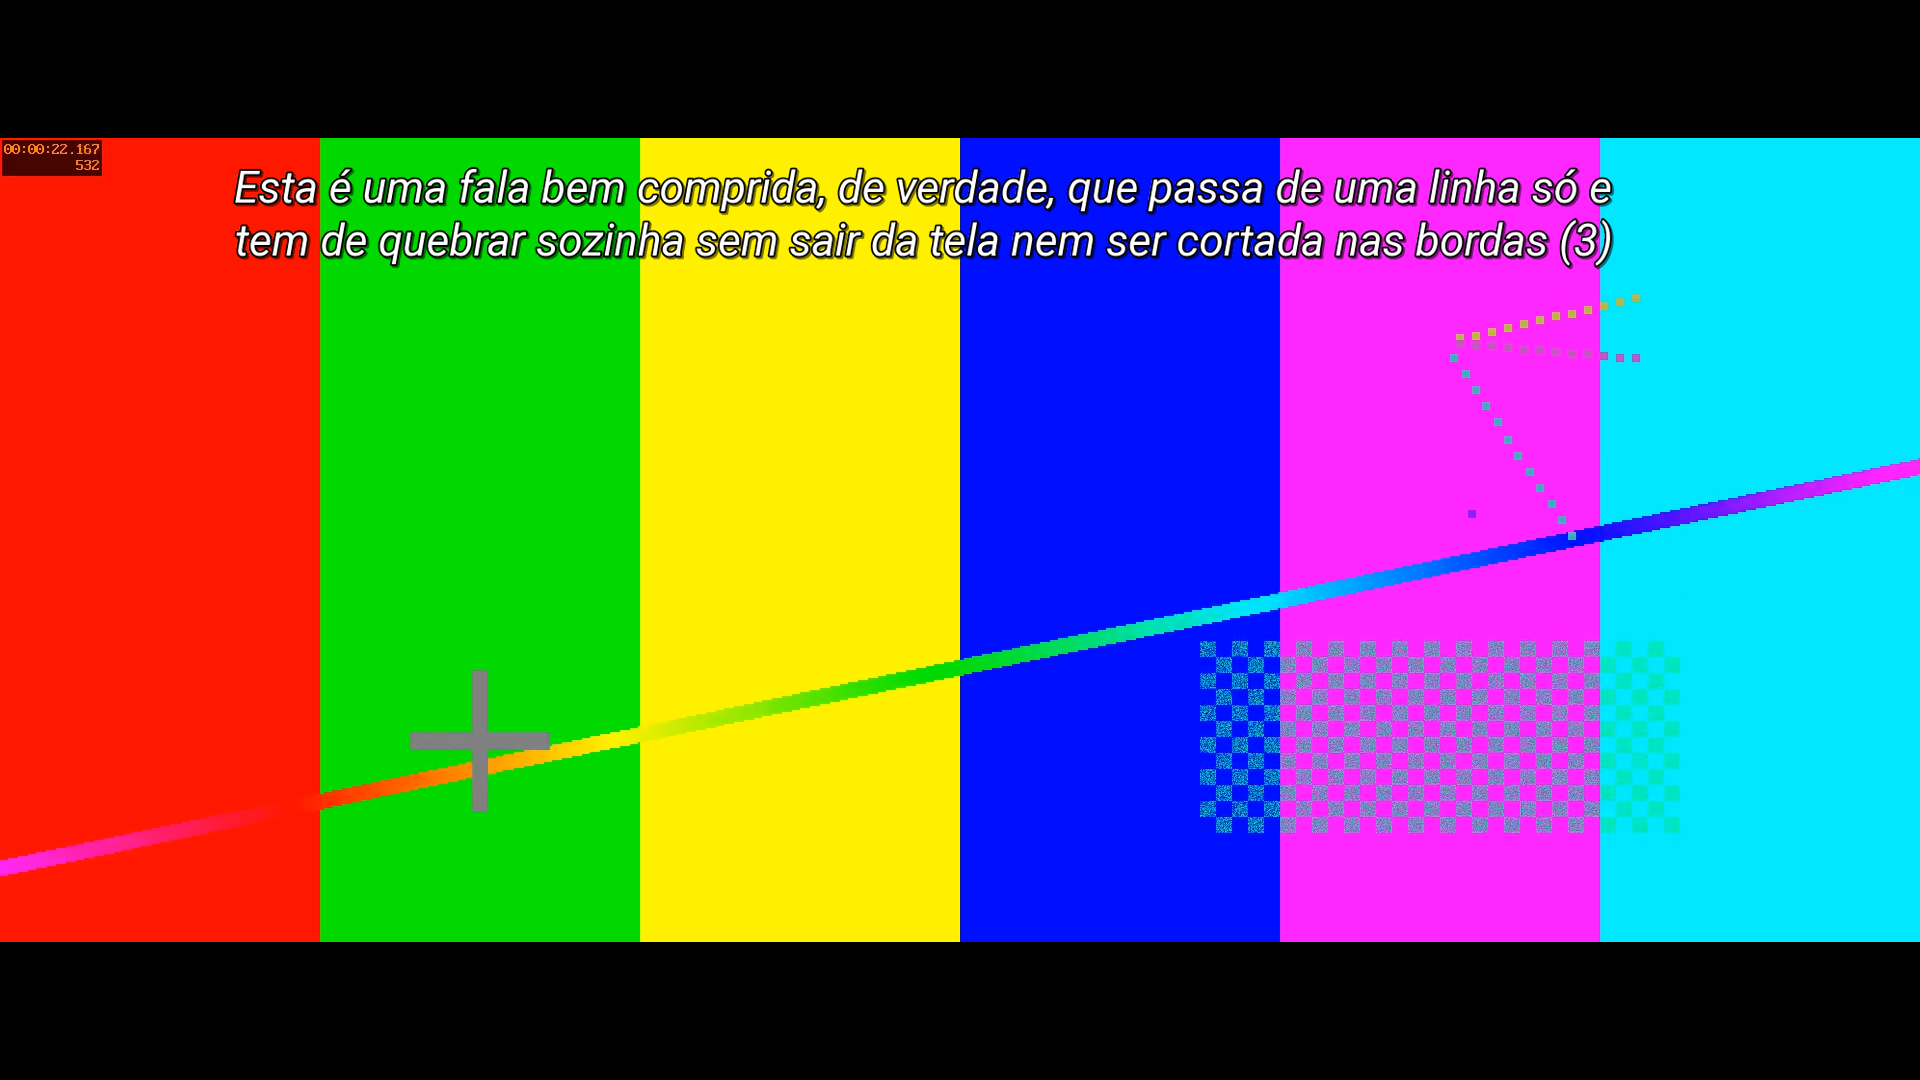 00:00:22.167
532
Esta é uma fala bem comprida, de verdade, que passa de uma linha só e
tem de quebrar sozinha sem sair da tela nem ser cortada nas bordas (3)